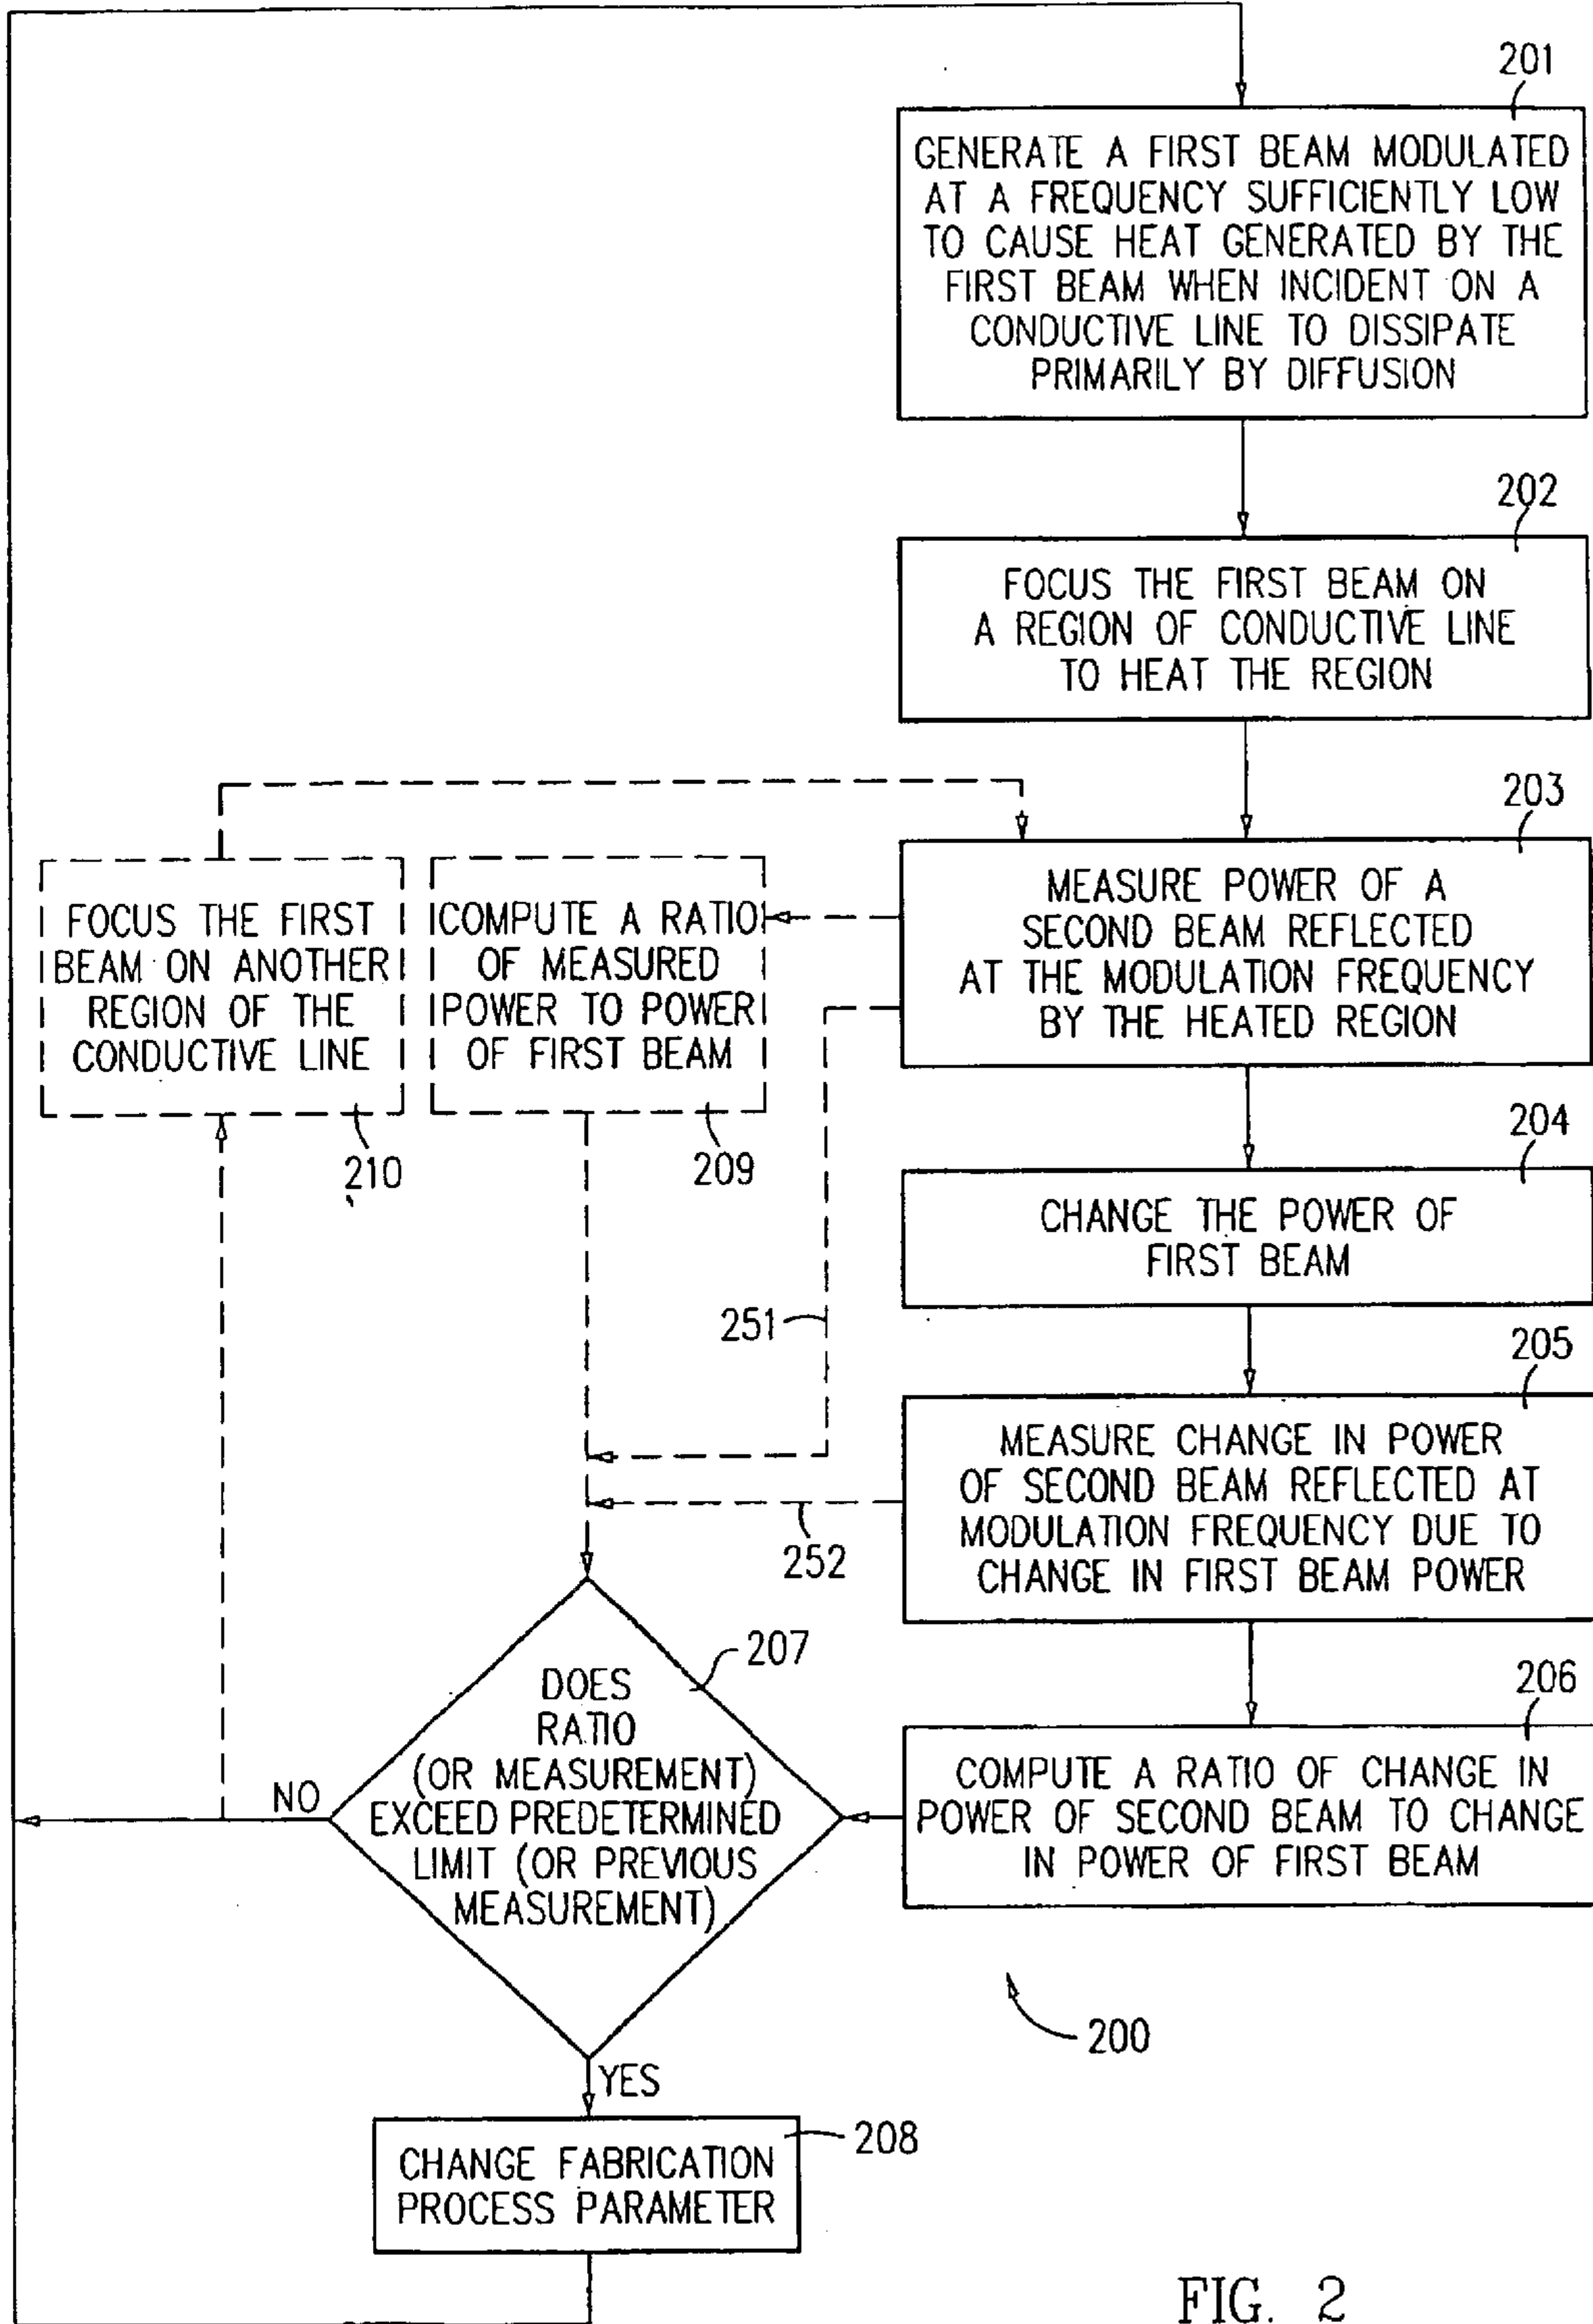 201
GENERATE A FIRST BEAM MODULATED
AT A FREQUENCY SUFFICIENTLY LOW
TO CAUSE HEAT GENERATED BY THE
FIRST BEAM WHEN INCIDENT ON A
CONDUCTIVE LINE TO DISSIPATE
PRIMARILY BY DIFFUSION
202
FOCUS THE FIRST BEAM ON
A REGION OF CONDUCTIVE LINE
TO HEAT THE REGION
203
MEASURE POWER OF A
SECOND BEAM REFLECTED
AT THE MODULATION FREQUENCY
BY THE HEATED REGION
FOCUS THE FIRST
BEAM ON ANOTHER
REGION OF THE
CONDUCTIVE LINE
210
COMPUTE A RATIO
OF MEASURED
POWER TO POWER
OF FIRST BEAM
209
204
CHANGE THE POWER OF
FIRST BEAM
251
205
MEASURE CHANGE IN POWER
OF SECOND BEAM REFLECTED AT
MODULATION FREQUENCY DUE TO
CHANGE IN FIRST BEAM POWER
252
206
COMPUTE A RATIO OF CHANGE IN
POWER OF SECOND BEAM TO CHANGE
IN POWER OF FIRST BEAM
207
DOES
RATIO
(OR MEASUREMENT)
EXCEED PREDETERMINED
LIMIT (OR PREVIOUS
MEASUREMENT)
NO
YES
200
208
CHANGE FABRICATION
PROCESS PARAMETER
FIG. 2